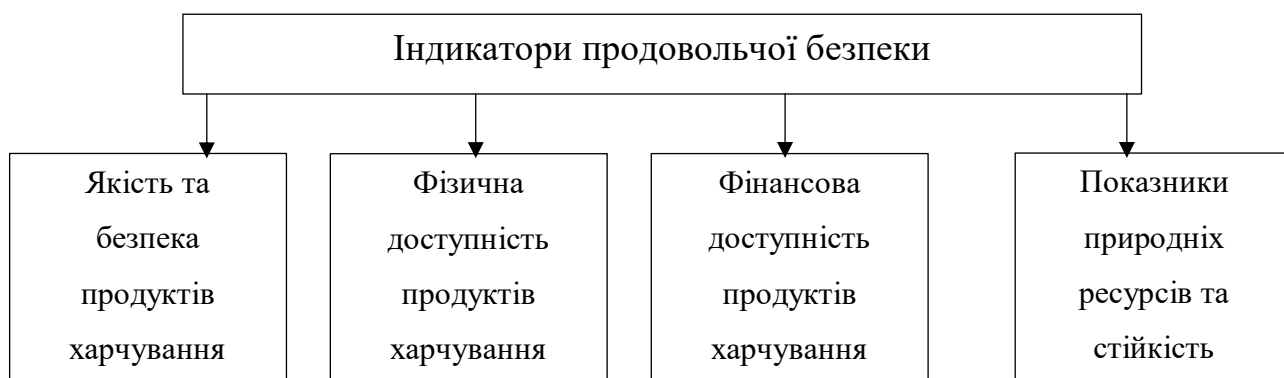 Індикатори продовольчої безпеки
Якість та
безпека
продуктів
харчування
Фізична
доступність
продуктів
харчування
Фінансова
доступність
продуктів
харчування
Показники
природніх
ресурсів та
стійкість